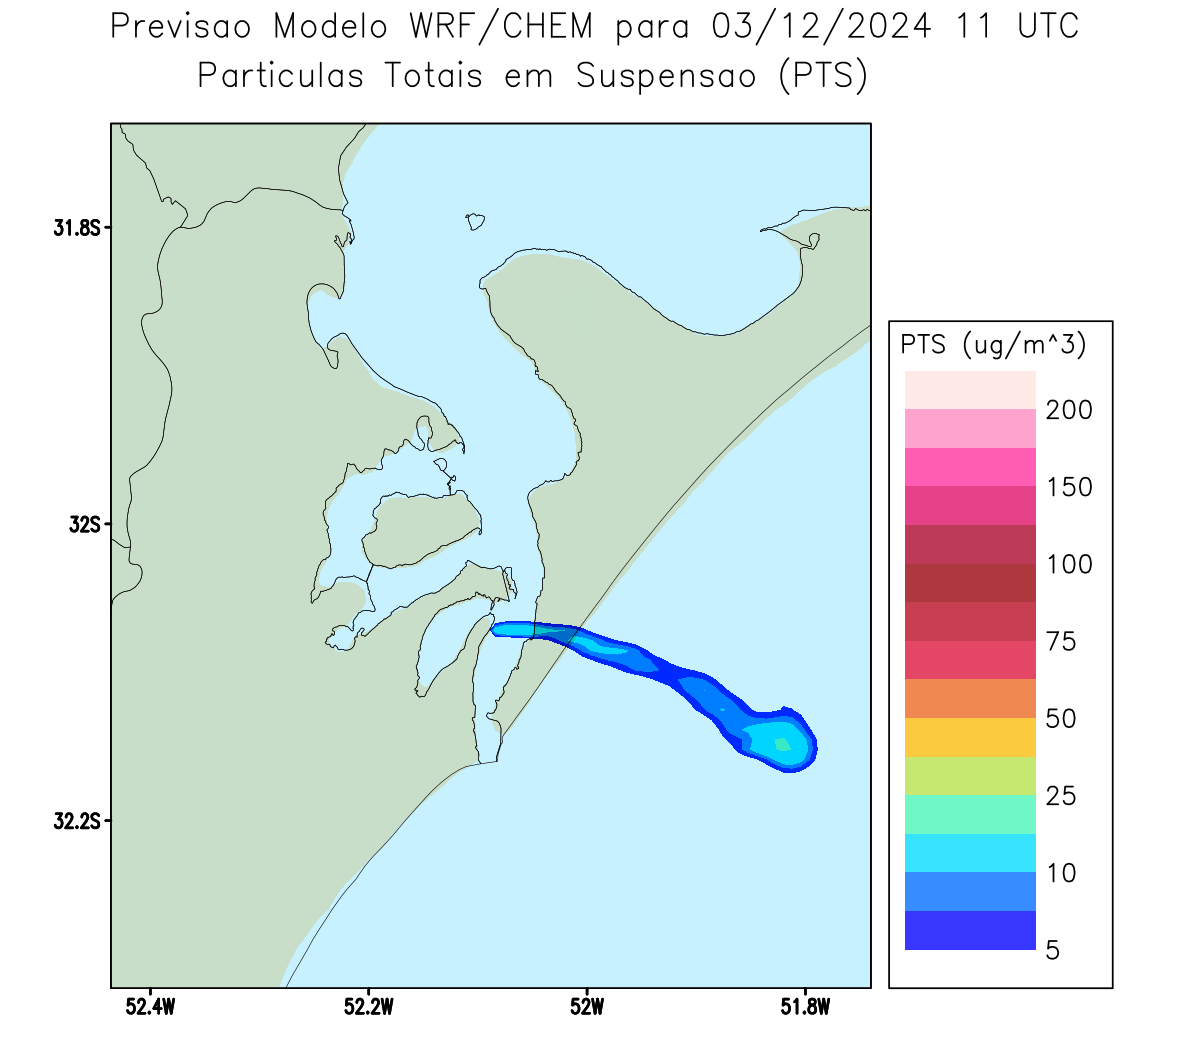 Previsao Modelo WRF/CHEM para 03/12/2024 11 UTC
Particulas Totais em Suspensao (PTS)
31.8S
32S
32.2S
52.4W
52.2W
52W
51.8W
PTS (ug/m^3)
200
150
100
75
50
25
10
5